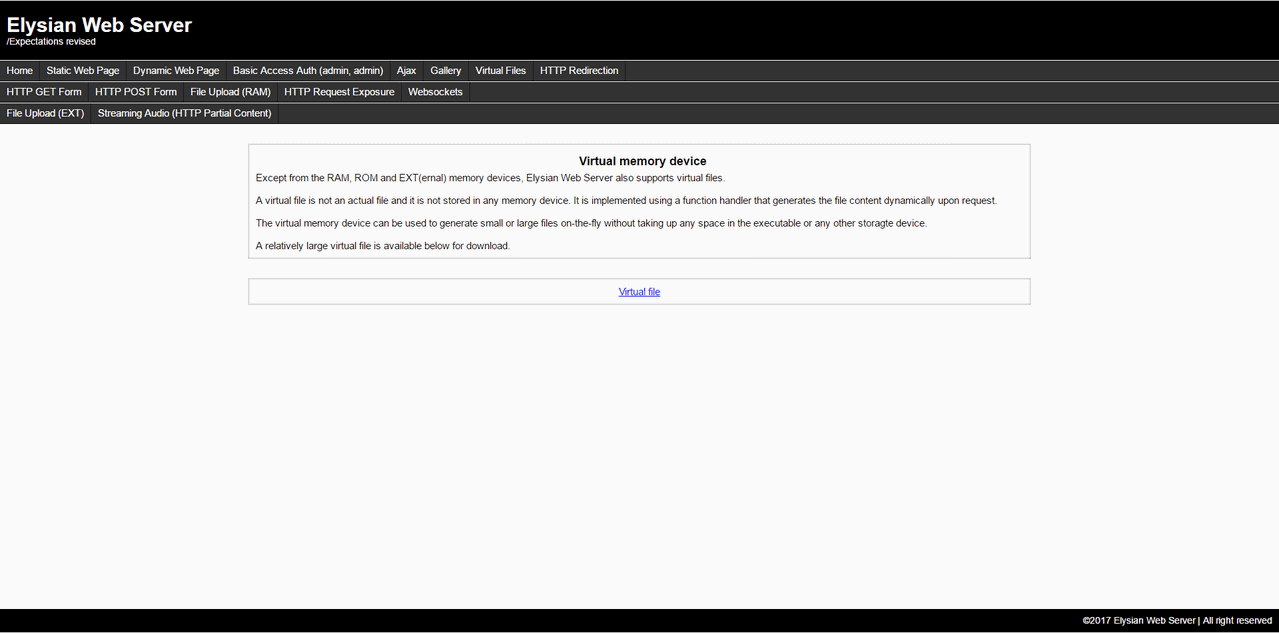 Elysian Web Server
/Expectations revised
Home Static Web Page Dynamic Web Page Basic Access Auth (admin, admin) Ajax Gallery Virtual Files HTTP Redirection
HTTP GET Form HTTP POST Form File Upload (RAM) HTTP Request Exposure Websockets
File Upload (EXT) Streaming Audio (HTTP Partial Content)
Virtual memory device
Except from the RAM, ROM and EXT(ernal) memory devices, Elysian Web Server also supports virtual files.
A virtual file is not an actual file and it is not stored in any memory device. It is implemented using a function handler that generates the file content dynamically upon request.
The virtual memory device can be used to generate small or large files on-the-fly without taking up any space in the executable or any other storagte device.
A relatively large virtual file is available below for download.
Virtual file
©2017 Elysian Web Server | All right reserved